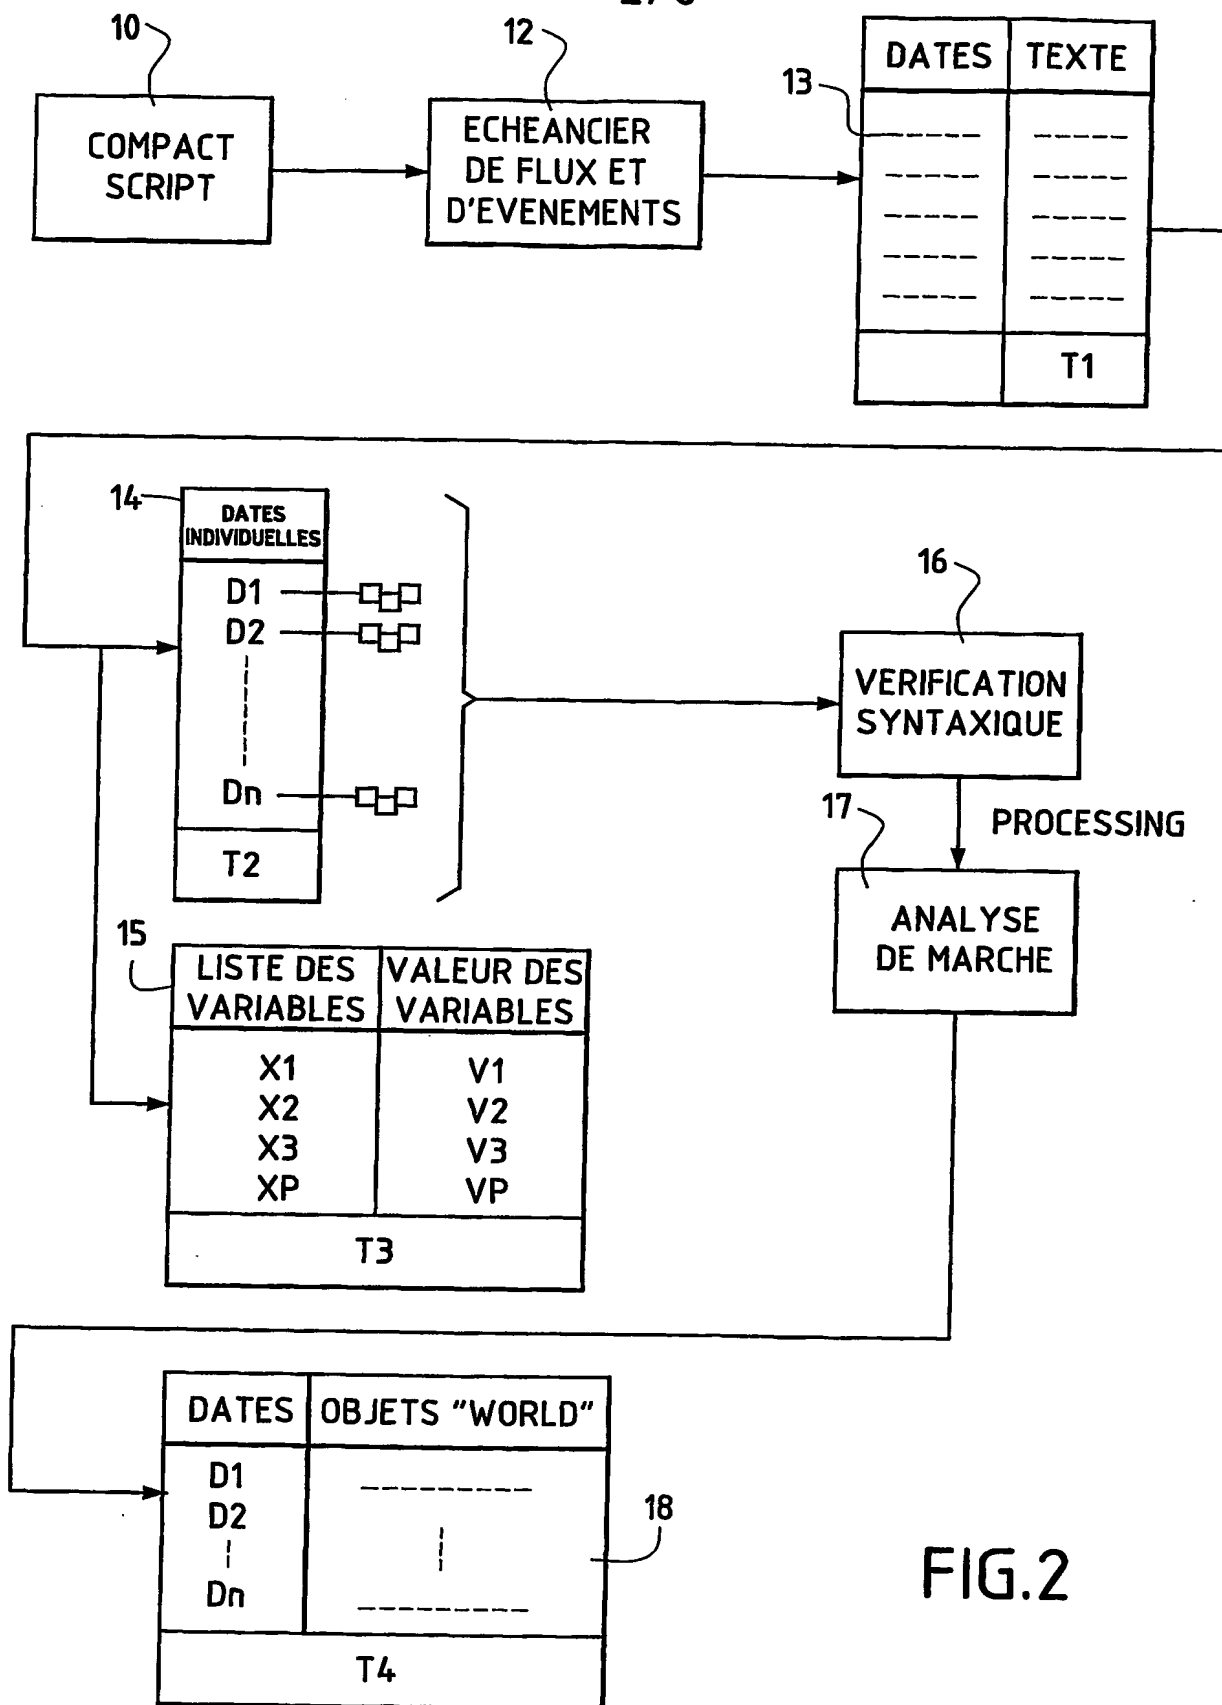 10
COMPACT
SCRIPT
12
ECHEANCIER
DE FLUX ET
D'EVENEMENTS
13
DATES TEXTE
T1
14
DATES
INDIVIDUELLES
D1
D2
Dn
T2
16
VERIFICATION
SYNTAXIQUE
PROCESSING
17
ANALYSE
DE MARCHE
15
LISTE DES
VARIABLES
VALEUR DES
VARIABLES
X1 V1
X2 V2
X3 V3
XP VP
T3
DATES OBJETS "WORLD"
D1
D2
Dn
18
T4
FIG.2